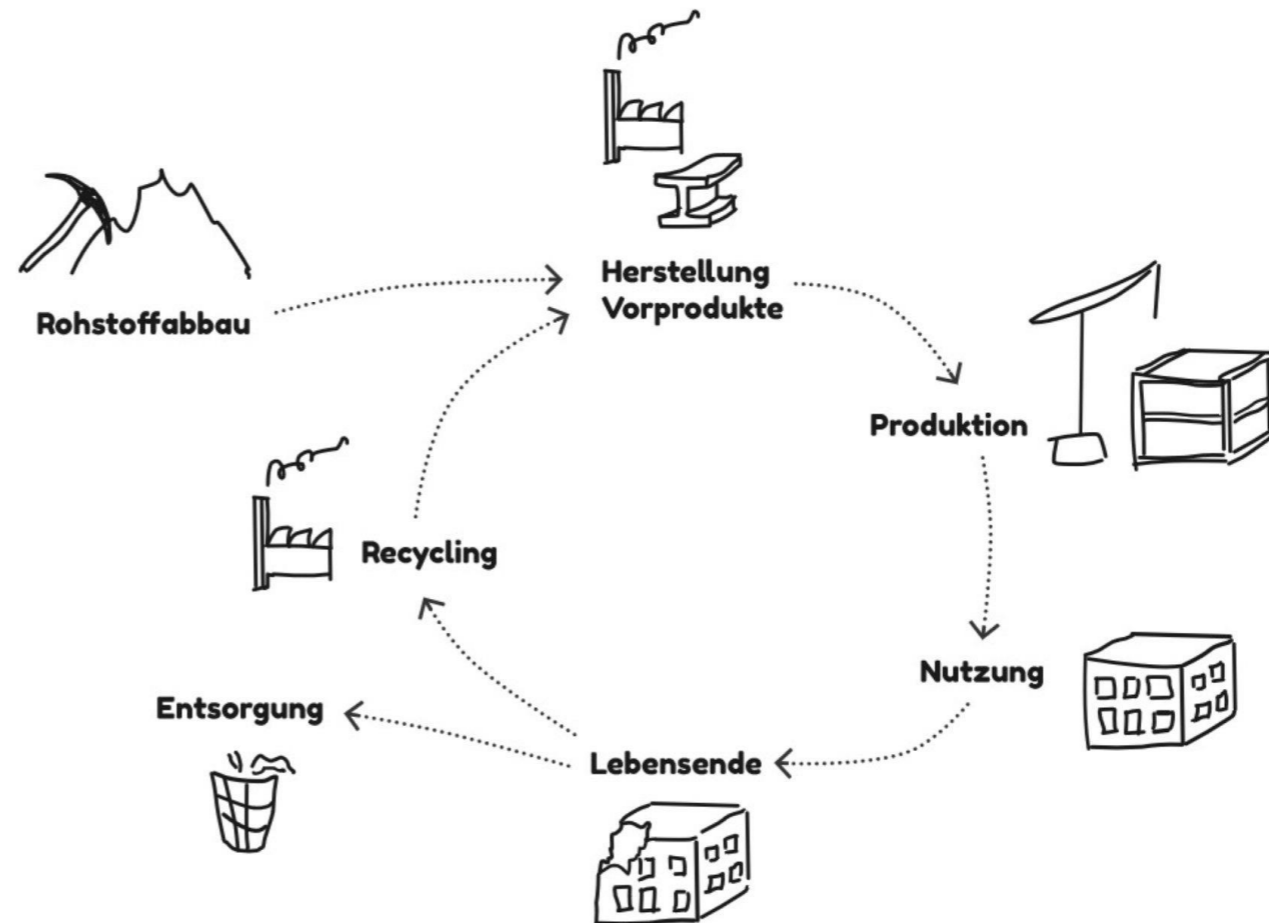 Rohstoffabbau
Herstellung
Vorprodukte
Produktion
Nutzung
Lebensende
Entsorgung
Recycling